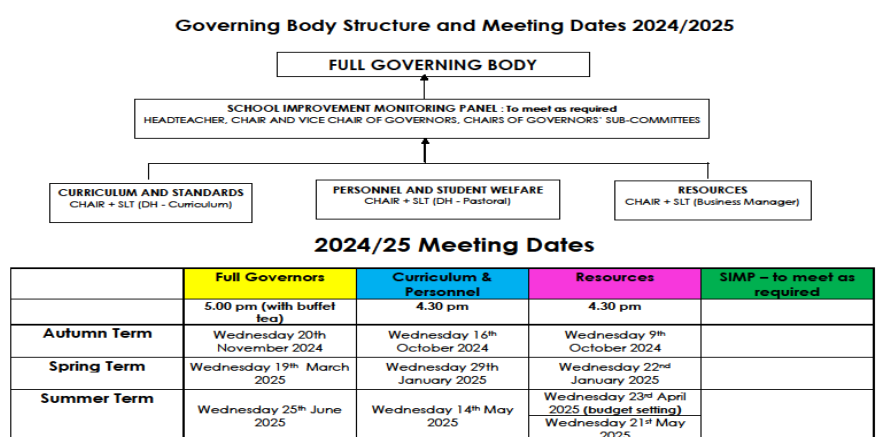 Governing Body Structure and Meeting Dates 2024/2025
FULL GOVERNING BODY
SCHOOL IMPROVEMENT MONITORING PANEL : To meet as required
HEADTEACHER, CHAIR AND VICE CHAIR OF GOVERNORS, CHAIRS OF GOVERNORS' SUB-COMMITTEES
CURRICULUM AND STANDARDS
CHAIR + SLT (DH - Curriculum)
PERSONNEL AND STUDENT WELFARE
CHAIR + SLT (DH - Pastoral)
RESOURCES
CHAIR + SLT (Business Manager)
2024/25 Meeting Dates
Full Governors
Curriculum &
Personnel
Resources
SIMP – to meet as
required
5.00 pm (with buffet
tea)
4.30 pm
4.30 pm
Autumn Term
Wednesday 20th
November 2024
Wednesday 16th
October 2024
Wednesday 9th
October 2024
Spring Term
Wednesday 19th March
2025
Wednesday 29th
January 2025
Wednesday 22nd
January 2025
Summer Term
Wednesday 25th June
2025
Wednesday 14th May
2025
Wednesday 23rd April
2025 (budget setting)
Wednesday 21st May
2025